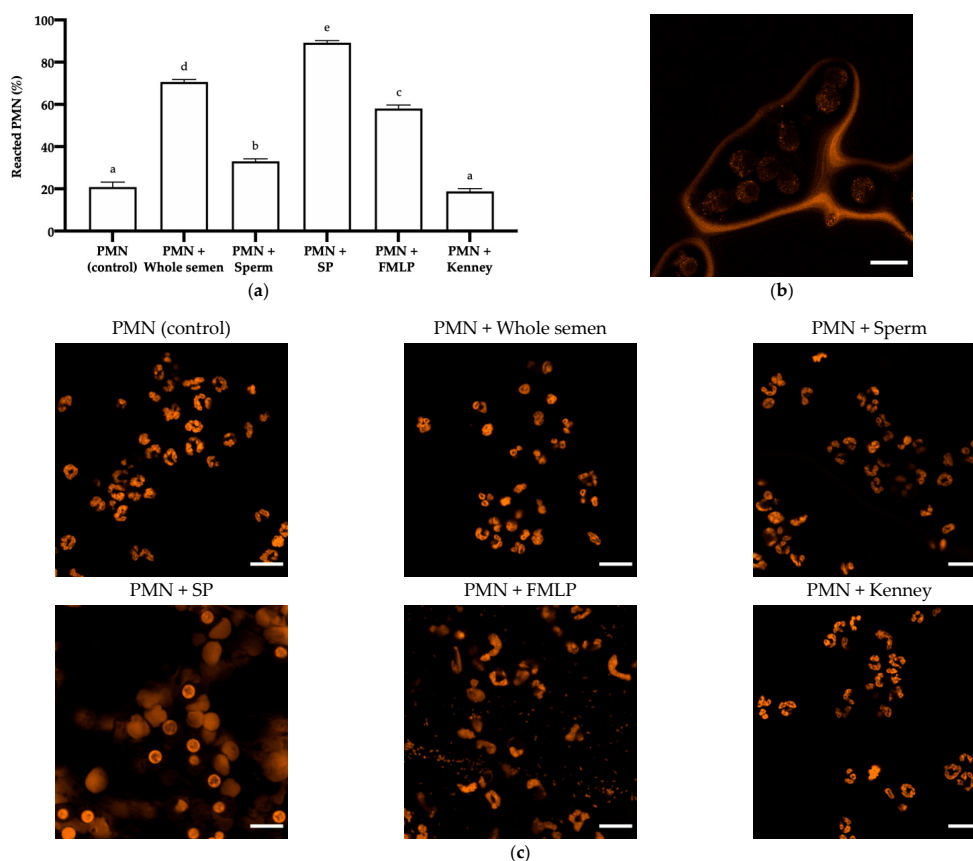 100
80
60
40
20
0
Reacted PMN (%)
a
d
b
e
c
a
PMN
(control)
PMN +
Whole semen
PMN +
Sperm
PMN +
SP
PMN +
FMLP
PMN +
Kenney
(a)
(b)
PMN (control)
PMN + Whole semen
PMN + Sperm
PMN + SP
PMN + FMLP
PMN + Kenney
(c)